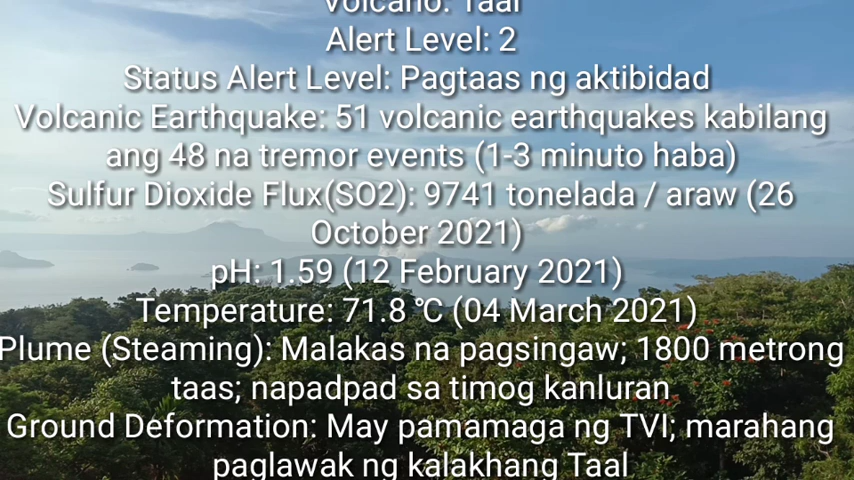 Volcano: Taal
Alert Level: 2
Status Alert Level: Pagtaas ng aktibidad
Volcanic Earthquake: 51 volcanic earthquakes kabilang
ang 48 na tremor events (1-3 minuto haba)
Sulfur Dioxide Flux(SO2): 9741 tonelada / araw (26
October 2021)
pH: 1.59 (12 February 2021)
Temperature: 71.8 ℃ (04 March 2021)
Plume (Steaming): Malakas na pagsingaw; 1800 metrong
taas; napadpad sa timog kanluran
Ground Deformation: May pamamaga ng TVI; marahang
paglawak ng kalakhang Taal